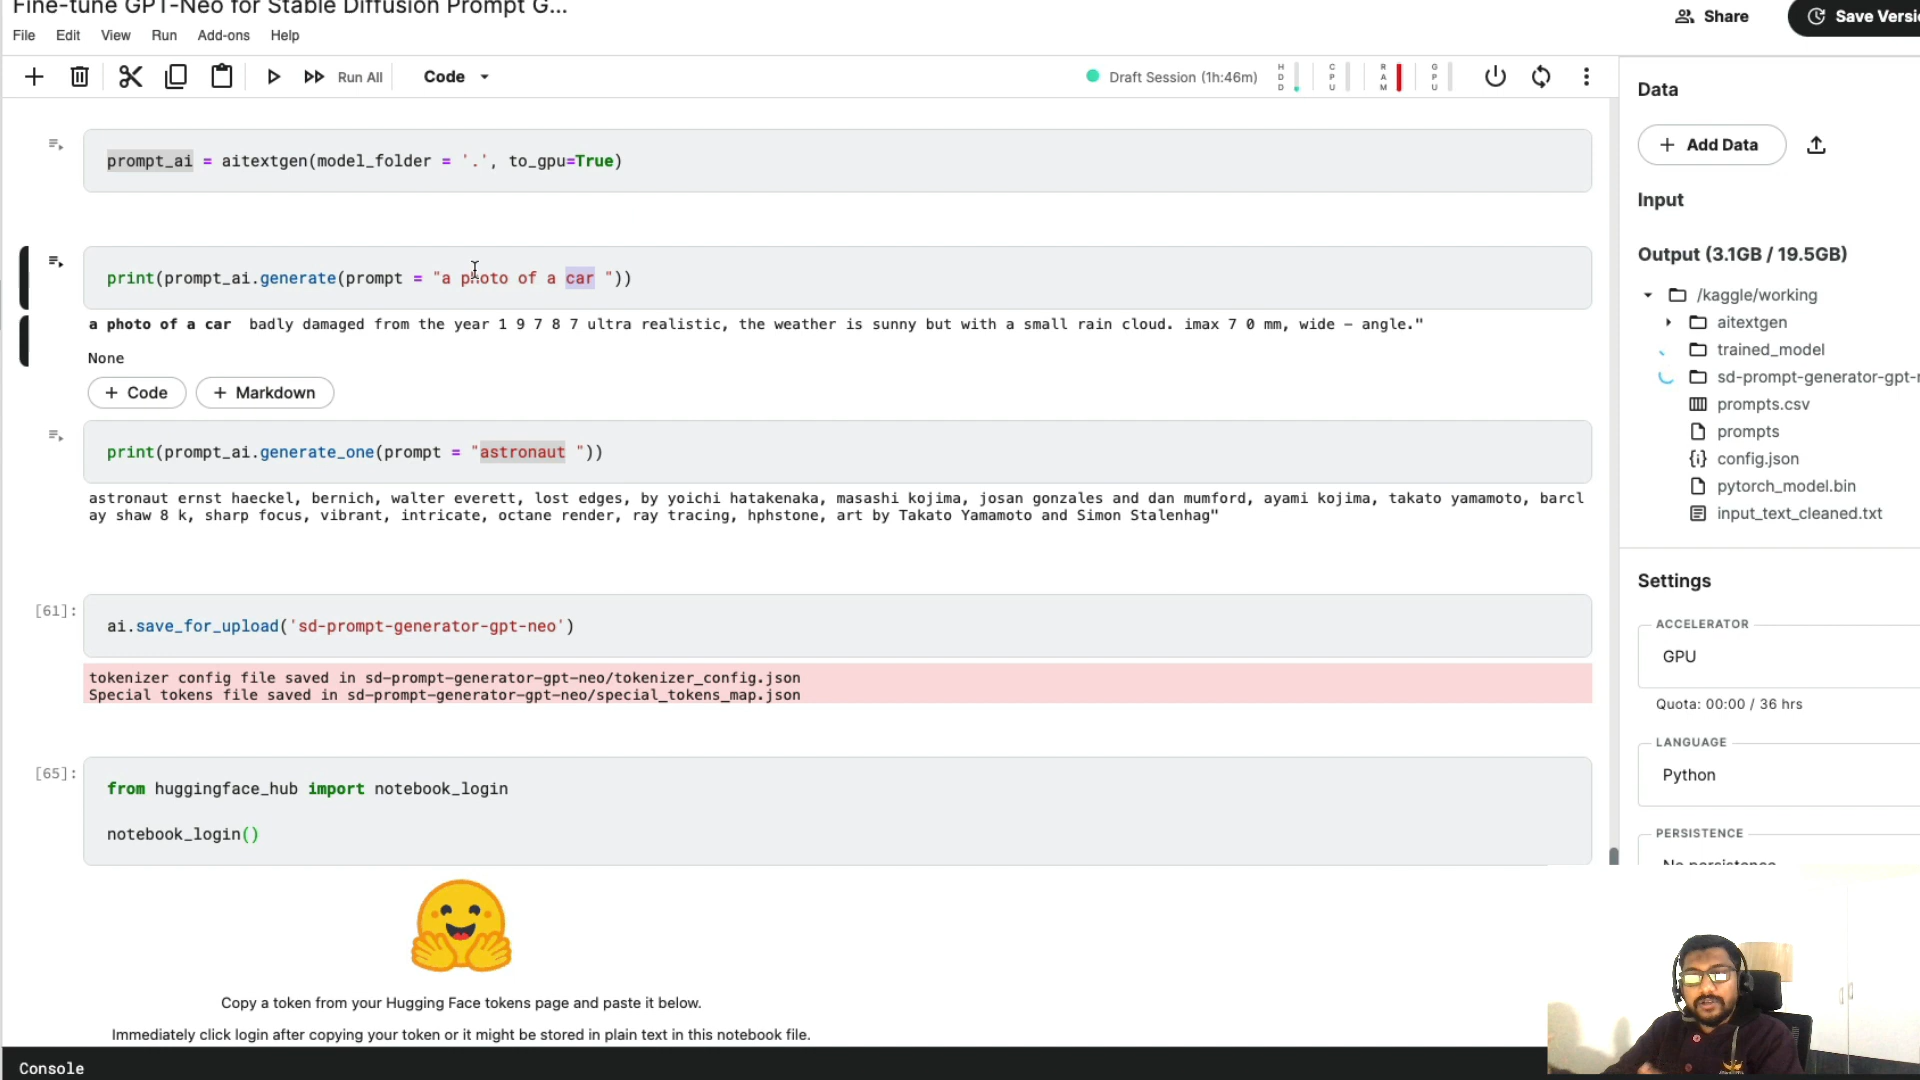 Fine-tune GPT-Neo for Stable Diffusion Prompt G...
Share
Save Versi
File Edit View Run Add-ons Help
Run All
Code
Draft Session (1h:46m)
HDD
CPU
RAM
GPU
prompt_ai = aitextgen(model_folder = '.', to_gpu=True)
print(prompt_ai.generate(prompt = "a photo of a car "))
a photo of a car  badly damaged from the year 1 9 7 8 7 ultra realistic, the weather is sunny but with a small rain cloud. imax 7 0 mm, wide – angle."
None
+ Code
+ Markdown
print(prompt_ai.generate_one(prompt = "astronaut "))
astronaut ernst haeckel, bernich, walter everett, lost edges, by yoichi hatakenaka, masashi kojima, josan gonzales and dan mumford, ayami kojima, takato yamamoto, barcl
ay shaw 8 k, sharp focus, vibrant, intricate, octane render, ray tracing, hphstone, art by Takato Yamamoto and Simon Stalenhag"
[61]:
ai.save_for_upload('sd-prompt-generator-gpt-neo')
tokenizer config file saved in sd-prompt-generator-gpt-neo/tokenizer_config.json
Special tokens file saved in sd-prompt-generator-gpt-neo/special_tokens_map.json
[65]:
from huggingface_hub import notebook_login
notebook_login()
Copy a token from your Hugging Face tokens page and paste it below.
Immediately click login after copying your token or it might be stored in plain text in this notebook file.
Console
Data
+ Add Data
Input
Output (3.1GB / 19.5GB)
/kaggle/working
aitextgen
trained_model
sd-prompt-generator-gpt-
prompts.csv
prompts
config.json
pytorch_model.bin
input_text_cleaned.txt
Settings
ACCELERATOR
GPU
Quota: 00:00 / 36 hrs
LANGUAGE
Python
PERSISTENCE
No persistence